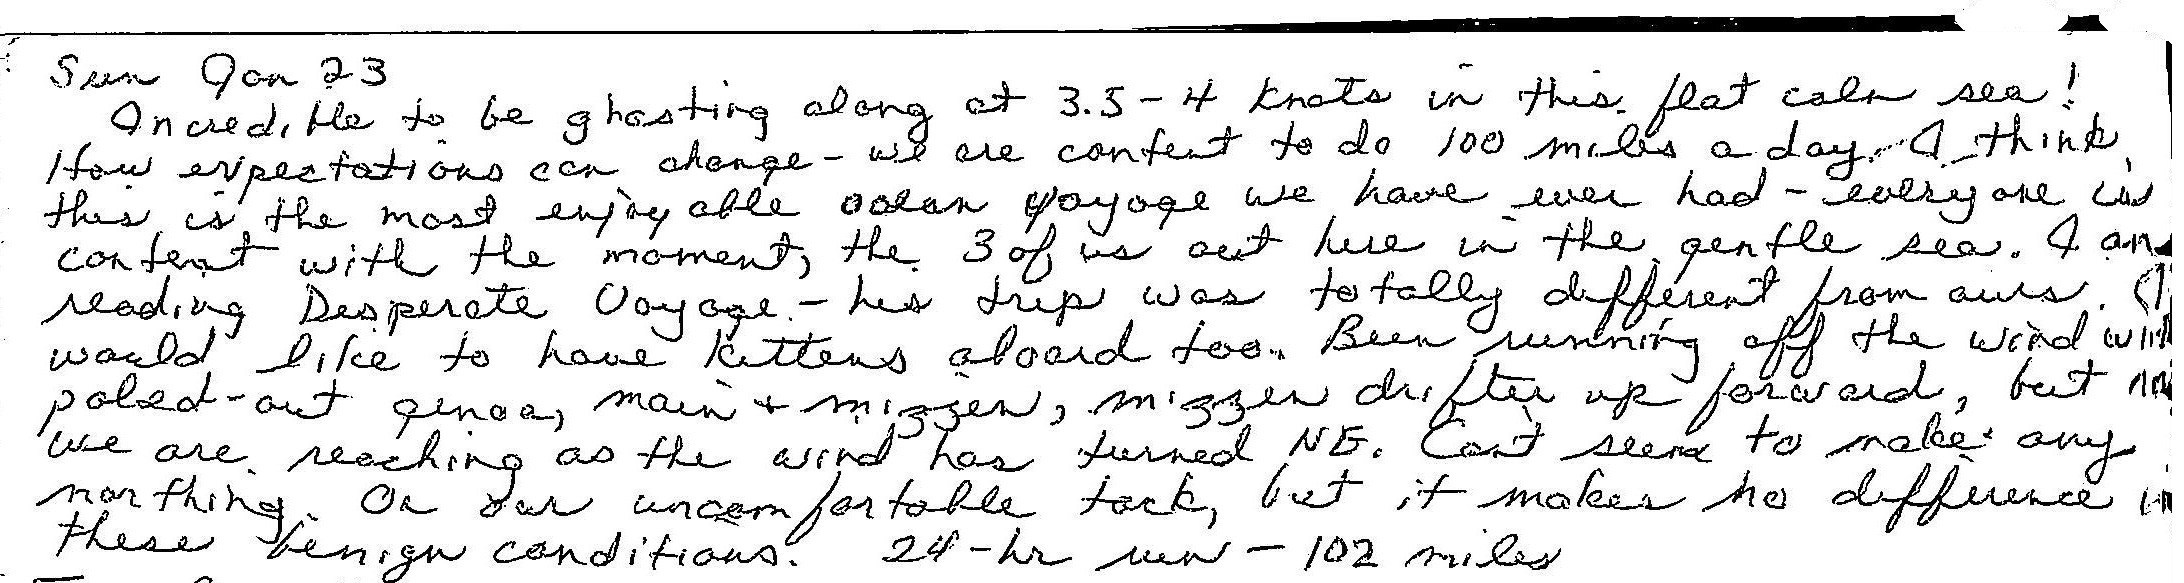 Sun Jan 23
Incredible to be ghosting along at 3.5-4 knots in this flat calm sea!
How expectations can change - we are content to do 100 miles a day. I think
this is the most enjoyable ocean voyage we have ever had - everyone is
content with the moment, the 3 of us out here in the gentle sea. I am
reading Desperate Voyage - his trip was totally different from ours. I
would like to have kittens aboard too. Been running off the wind with
poled-out genoa, main + mizzen, mizzen drifter up forward, but
we are reaching as the wind has turned NE. Can't seem to make any
northing. On our uncomfortable tack, but it makes no difference in
these benign conditions. 24-hr run - 102 miles